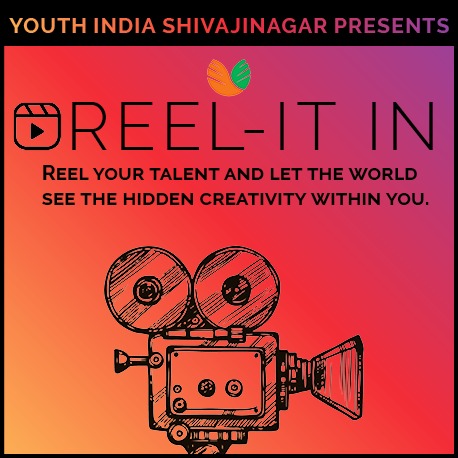 YOUTH INDIA SHIVAJINAGAR PRESENTS
REEL-IT IN
REEL YOUR TALENT AND LET THE WORLD
SEE THE HIDDEN CREATIVITY WITHIN YOU.